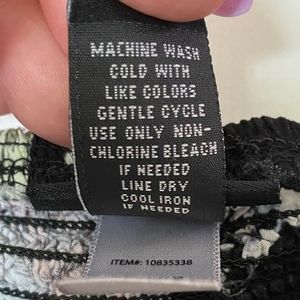 MACHINE WASH
COLD WITH
LIKE COLORS
GENTLE CYCLE
USE ONLY NON-
CHLORINE BLEACH
IF NEEDED
LINE DRY
COOL IRON
IF NEEDED
ITEM#: 10835338